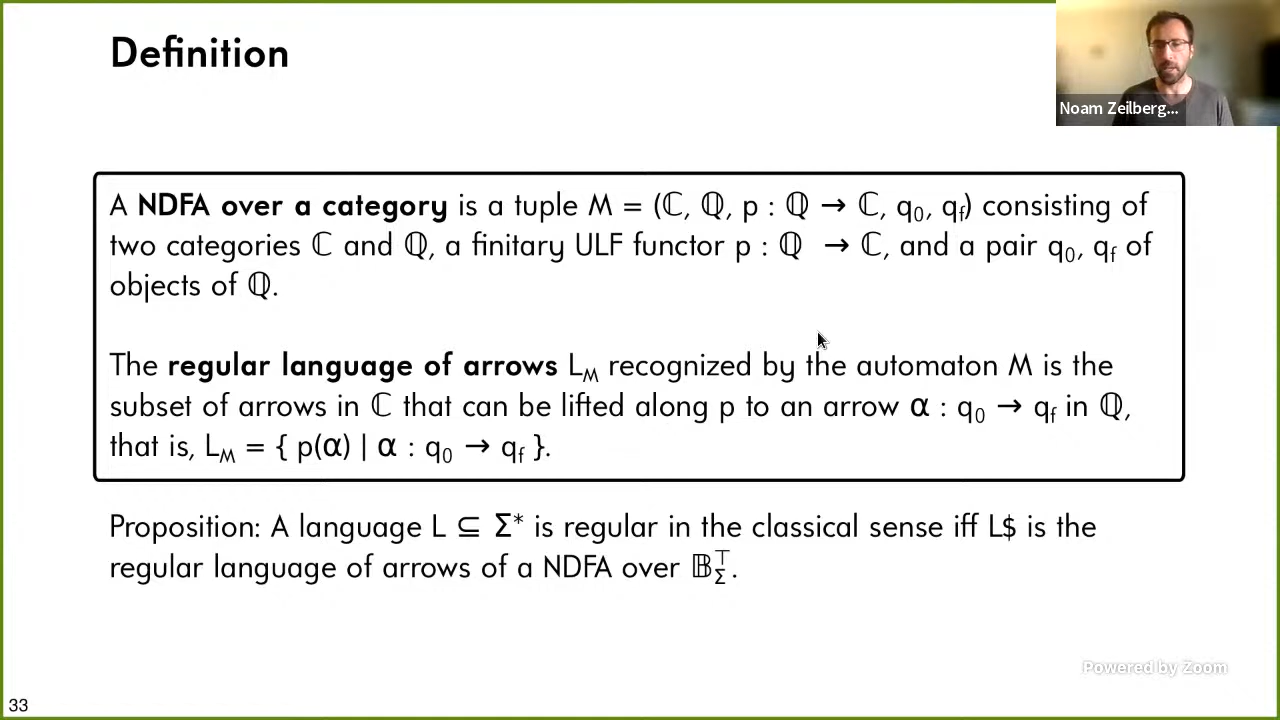 Definition
Noam Zeilberg...
A NDFA over a category is a tuple M = (ℂ, ℚ, p : ℚ → ℂ, q₀, q_f) consisting of
two categories ℂ and ℚ, a finitary ULF functor p : ℚ → ℂ, and a pair q₀, q_f of
objects of ℚ.
The regular language of arrows L_M recognized by the automaton M is the
subset of arrows in ℂ that can be lifted along p to an arrow α : q₀ → q_f in ℚ,
that is, L_M = { p(α) | α : q₀ → q_f }.
Proposition: A language L ⊆ Σ* is regular in the classical sense iff L$ is the
regular language of arrows of a NDFA over 𝔹_Σ^⊤.
Powered by Zoom
33